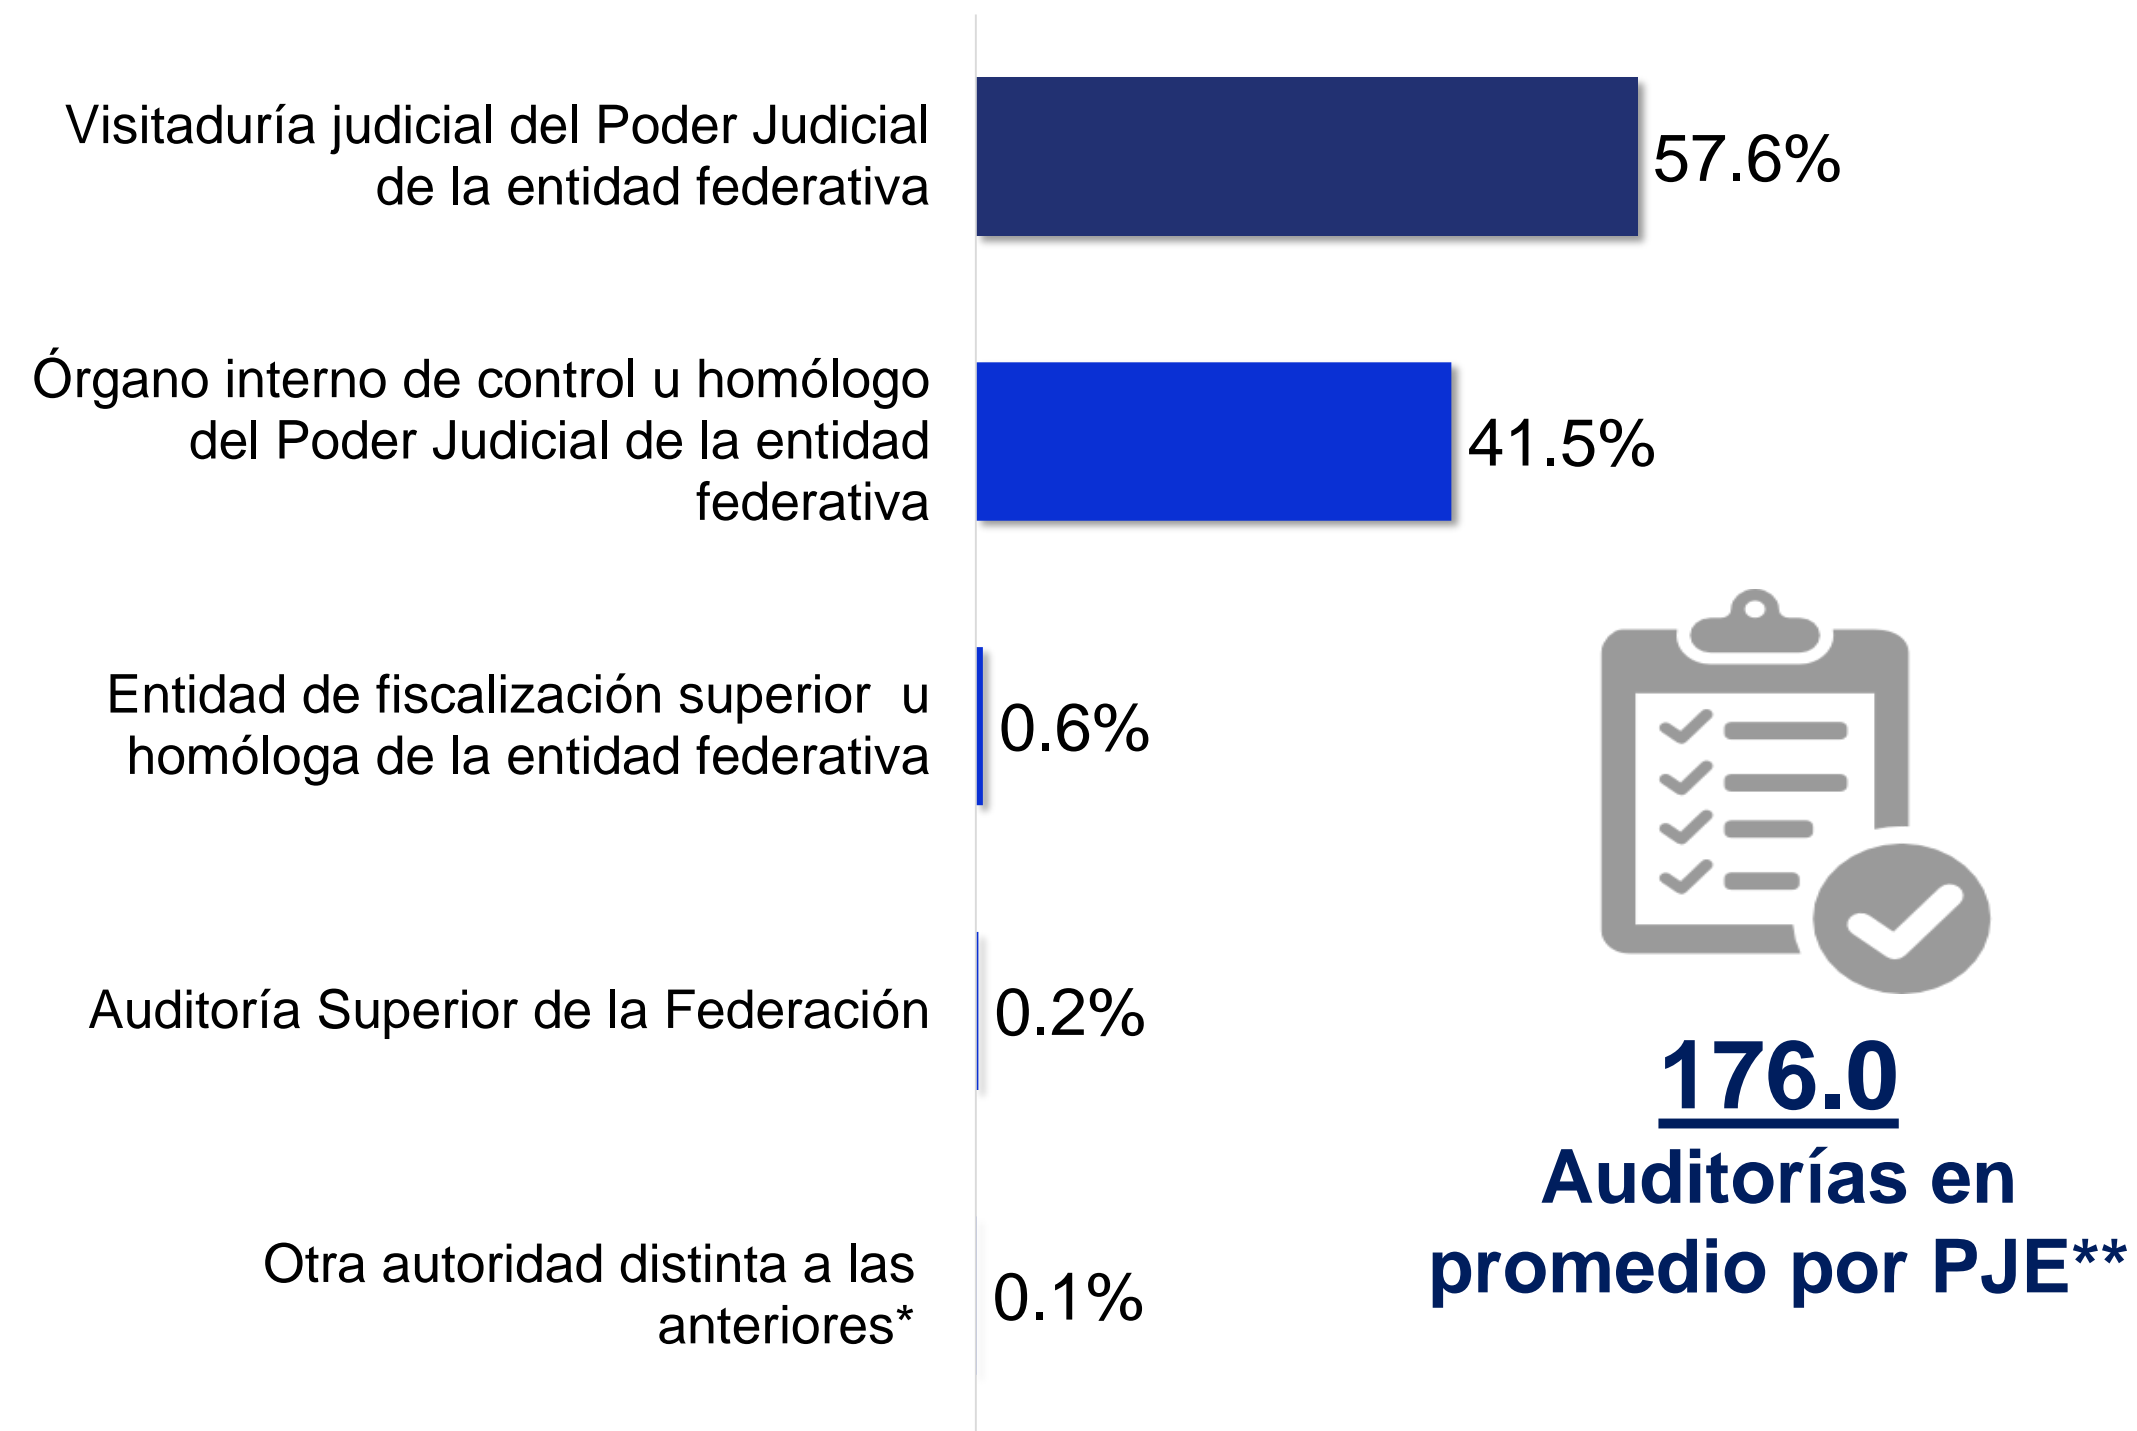 Visitaduría judicial del Poder Judicial
de la entidad federativa
57.6%
Órgano interno de control u homólogo
del Poder Judicial de la entidad
federativa
41.5%
Entidad de fiscalización superior  u
homóloga de la entidad federativa
0.6%
Auditoría Superior de la Federación
0.2%
Otra autoridad distinta a las
anteriores*
0.1%
176.0
Auditorías en
promedio por PJE**